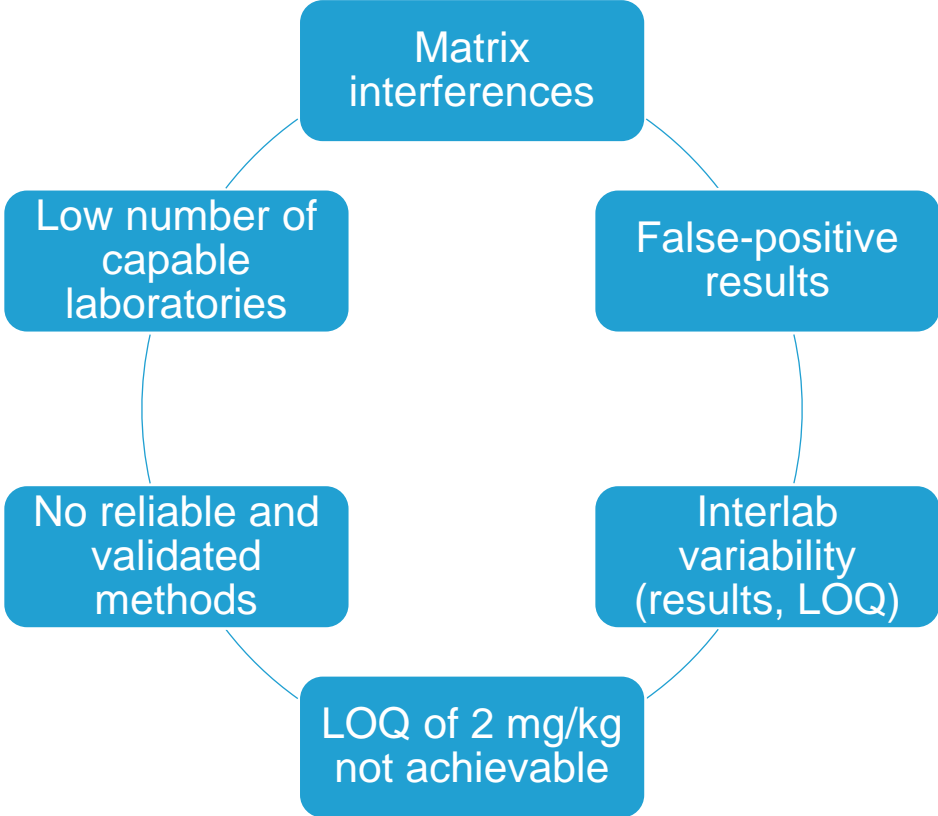 Matrix
interferences
False-positive
results
Interlab
variability
(results, LOQ)
LOQ of 2 mg/kg
not achievable
No reliable and
validated
methods
Low number of
capable
laboratories